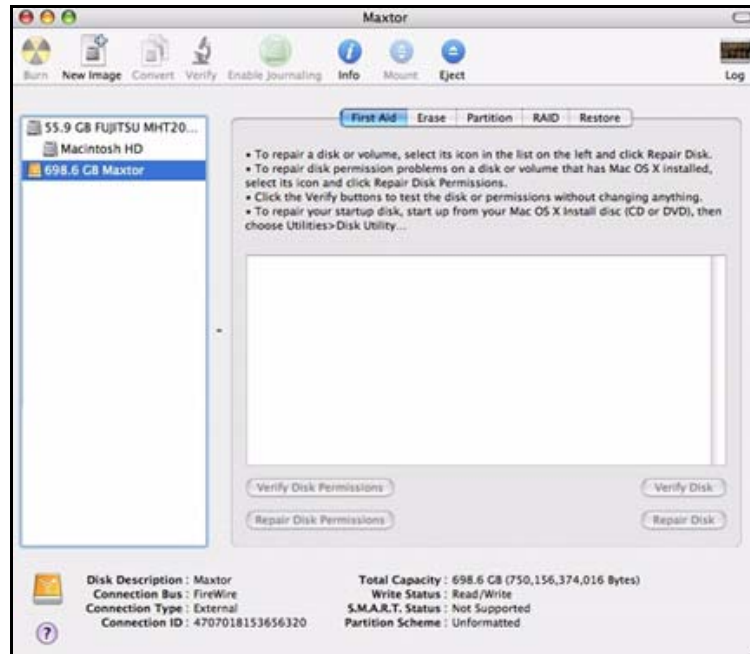 Maxtor
Burn New Image Convert Verify Enable Journaling Info Mount Eject Log
55.9 GB FUJITSU MHT20...
Macintosh HD
698.6 GB Maxtor
First Aid Erase Partition RAID Restore
• To repair a disk or volume, select its icon in the list on the left and click Repair Disk.
• To repair disk permission problems on a disk or volume that has Mac OS X installed,
select its icon and click Repair Disk Permissions.
• Click the Verify buttons to test the disk or permissions without changing anything.
• To repair your startup disk, start up from your Mac OS X Install disc (CD or DVD), then
choose Utilities>Disk Utility...
Verify Disk Permissions Verify Disk
Repair Disk Permissions Repair Disk
Disk Description : Maxtor
Connection Bus : FireWire
Connection Type : External
Connection ID : 4707018153656320
Total Capacity : 698.6 GB (750,156,374,016 Bytes)
Write Status : Read/Write
S.M.A.R.T. Status : Not Supported
Partition Scheme : Unformatted
?